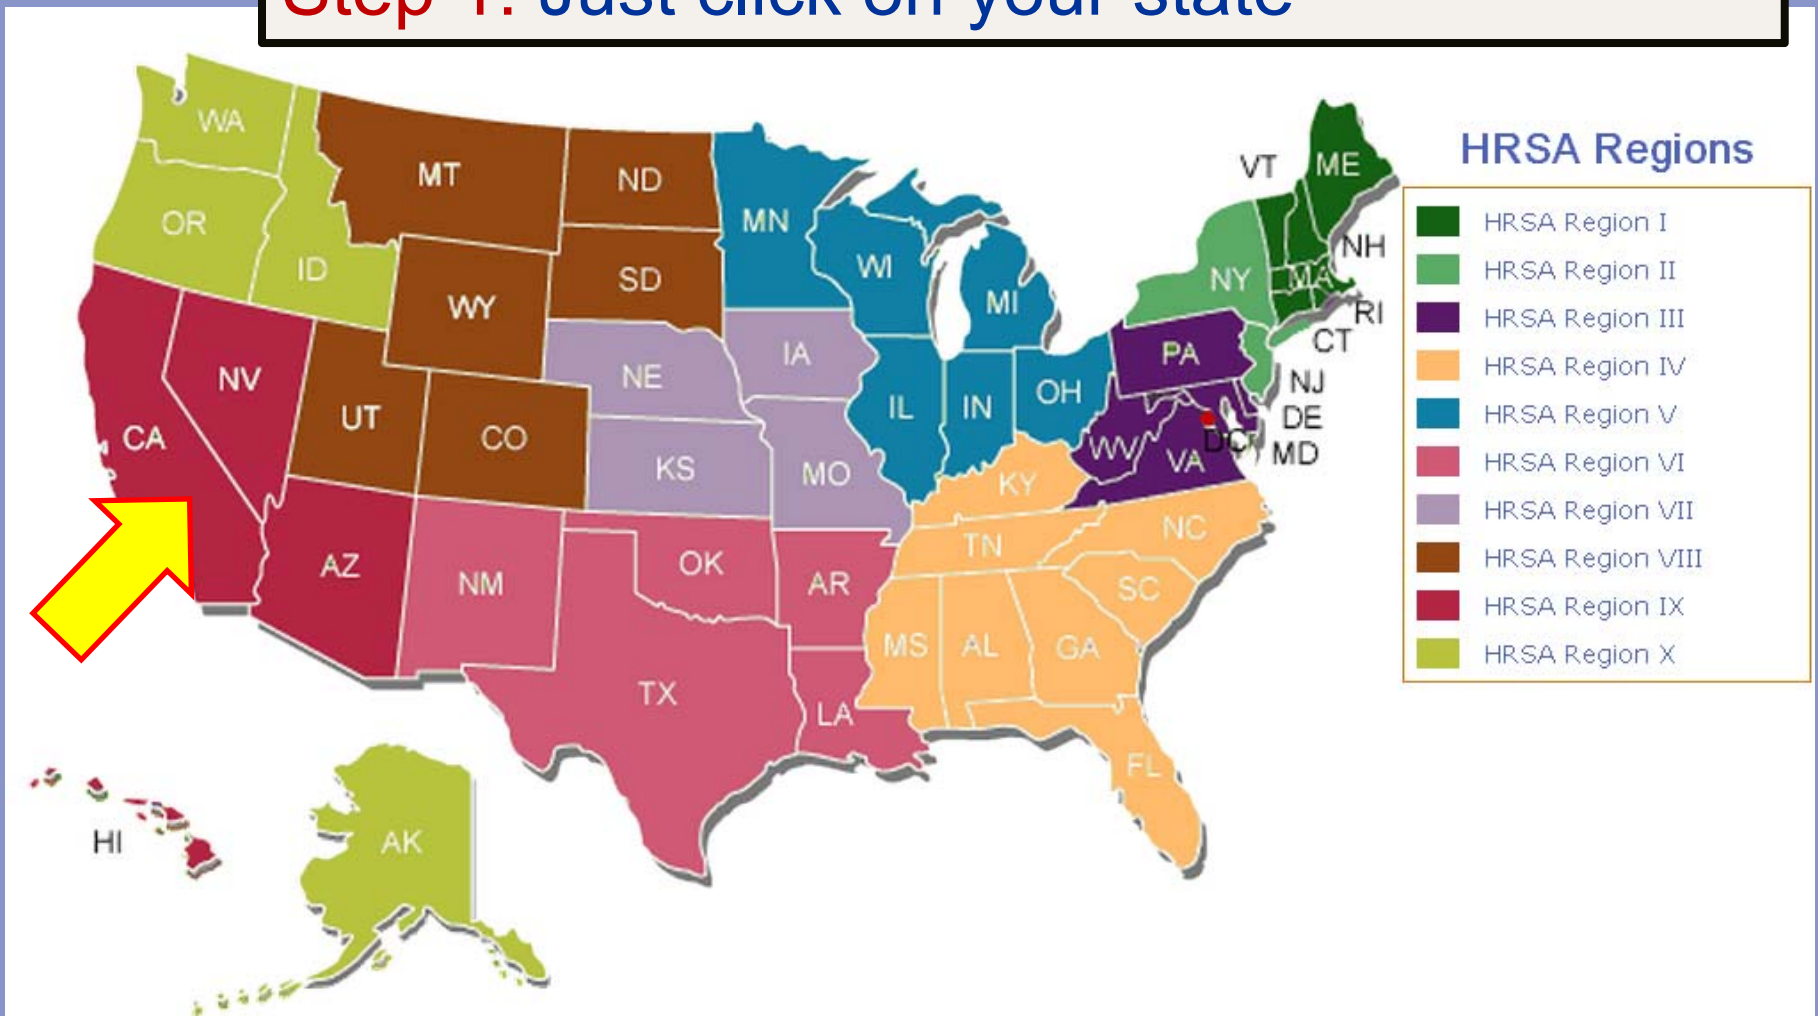 Step 1: Just click on your state
HRSA Regions
HRSA Region I
HRSA Region II
HRSA Region III
HRSA Region IV
HRSA Region V
HRSA Region VI
HRSA Region VII
HRSA Region VIII
HRSA Region IX
HRSA Region X
WA
OR
ID
MT
ND
SD
WY
MN
WI
MI
VT
ME
NH
NY
MA
RI
CT
CA
NV
UT
CO
NE
IA
KS
MO
IL
IN
OH
PA
NJ
DE
MD
DC
WV
VA
KY
TN
NC
SC
AZ
NM
OK
AR
TX
LA
MS
AL
GA
FL
HI
AK